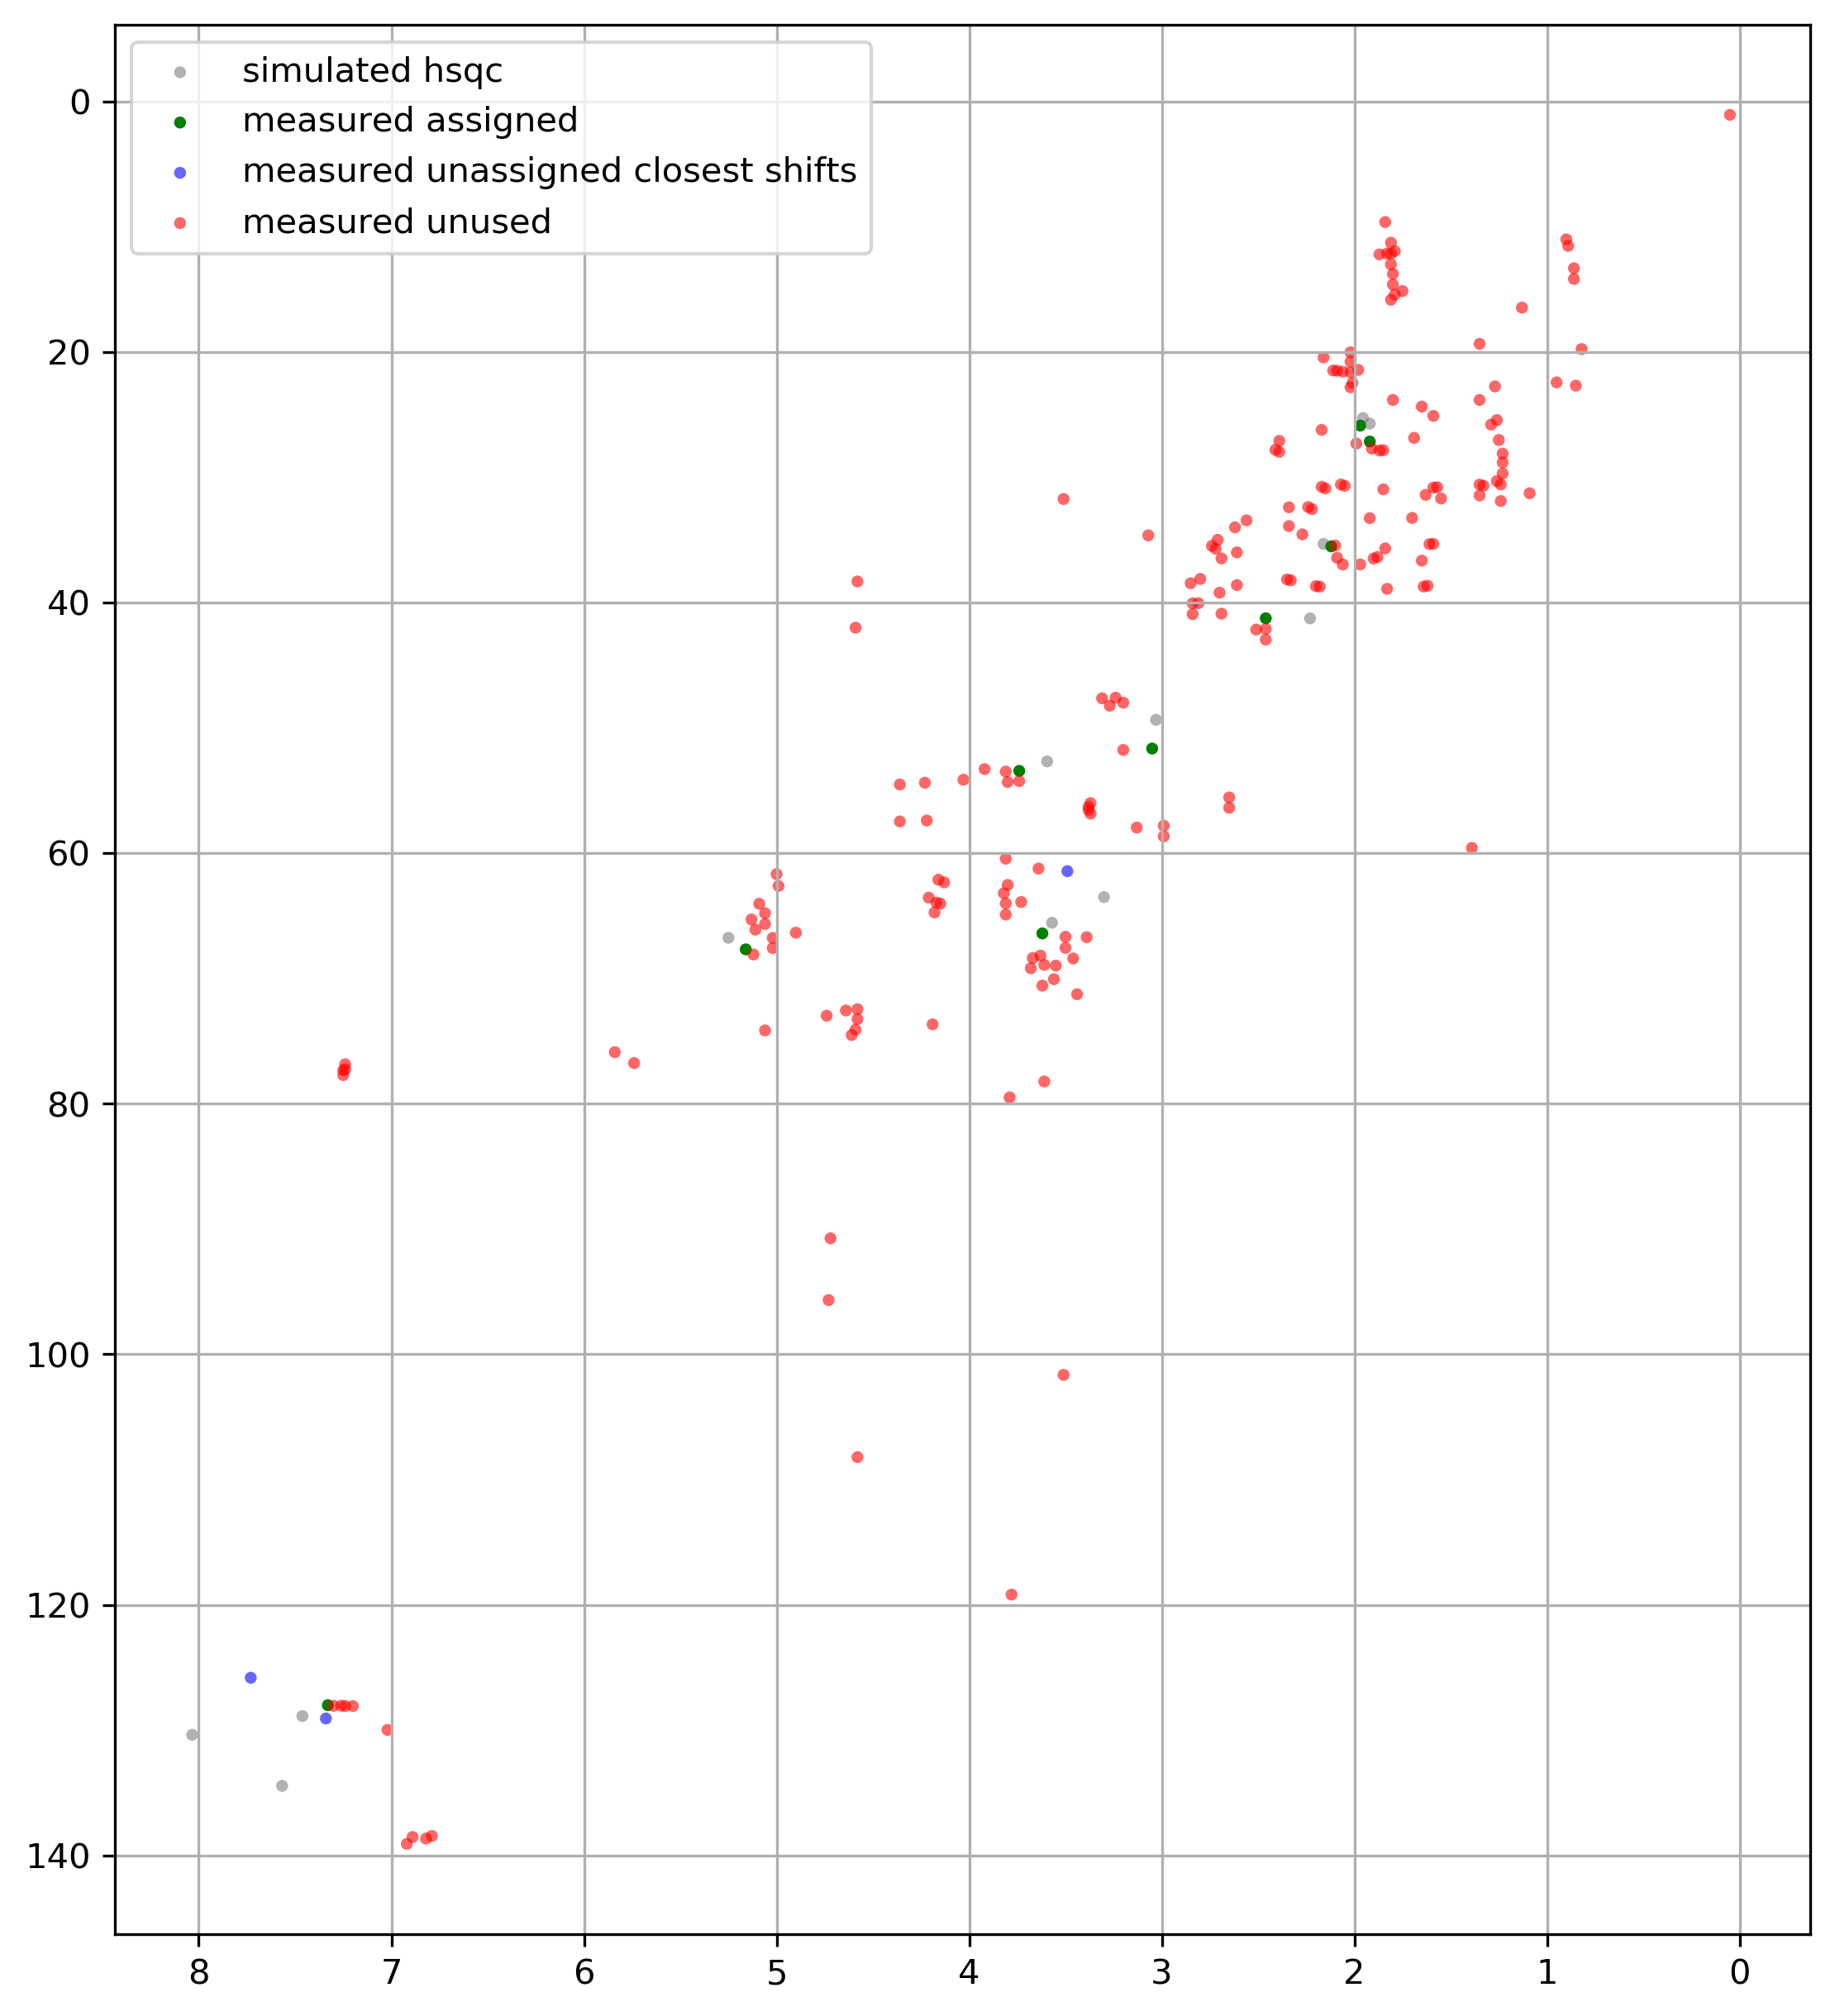 simulated hsqc
measured assigned
measured unassigned closest shifts
measured unused
0
20
40
60
80
100
120
140
8 7 6 5 4 3 2 1 0